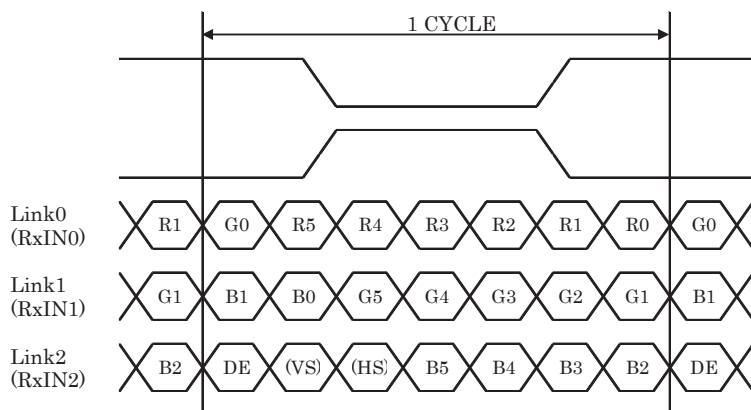 1 CYCLE
Link0
(RxIN0)
R1 G0 R5 R4 R3 R2 R1 R0 G0
Link1
(RxIN1)
G1 B1 B0 G5 G4 G3 G2 G1 B1
Link2
(RxIN2)
B2 DE (VS) (HS) B5 B4 B3 B2 DE